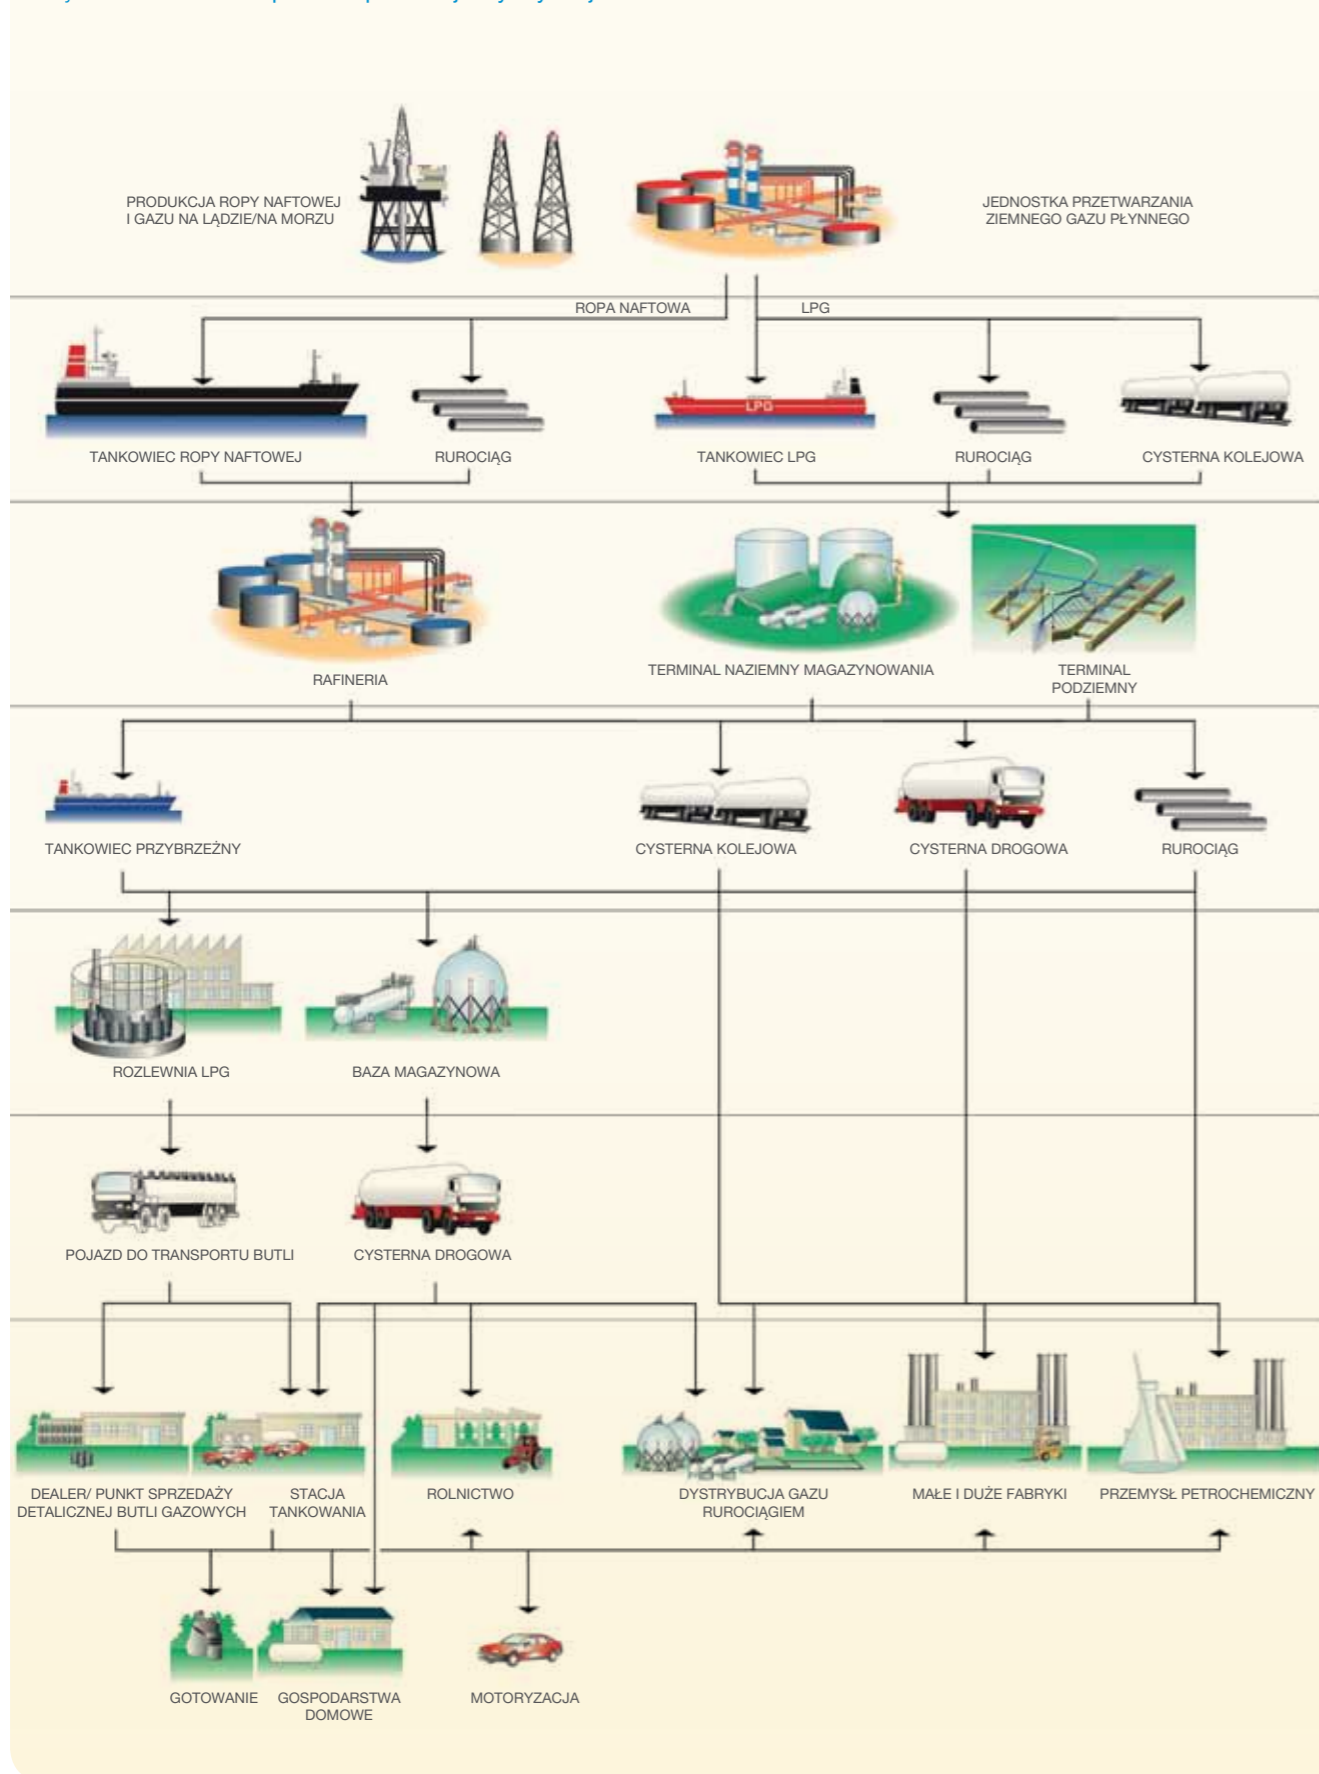 PRODUKCJA ROPY NAFTOWEJ
I GAZU NA LĄDZIE/NA MORZU
JEDNOSTKA PRZETWARZANIA
ZIEMNEGO GAZU PŁYNNEGO
ROPA NAFTOWA
LPG
LPG
TANKOWIEC ROPY NAFTOWEJ
RUROCIĄG
TANKOWIEC LPG
RUROCIĄG
CYSTERNA KOLEJOWA
RAFINERIA
TERMINAL NAZIEMNY MAGAZYNOWANIA
TERMINAL
PODZIEMNY
TANKOWIEC PRZYBRZEŻNY
CYSTERNA KOLEJOWA
CYSTERNA DROGOWA
RUROCIĄG
ROZLEWNIA LPG
BAZA MAGAZYNOWA
POJAZD DO TRANSPORTU BUTLI
CYSTERNA DROGOWA
DEALER/ PUNKT SPRZEDAŻY
DETALICZNEJ BUTLI GAZOWYCH
STACJA
TANKOWANIA
ROLNICTWO
DYSTRYBUCJA GAZU
RUROCIĄGIEM
MAŁE I DUŻE FABRYKI
PRZEMYSŁ PETROCHEMICZNY
GOTOWANIE
GOSPODARSTWA
DOMOWE
MOTORYZACJA